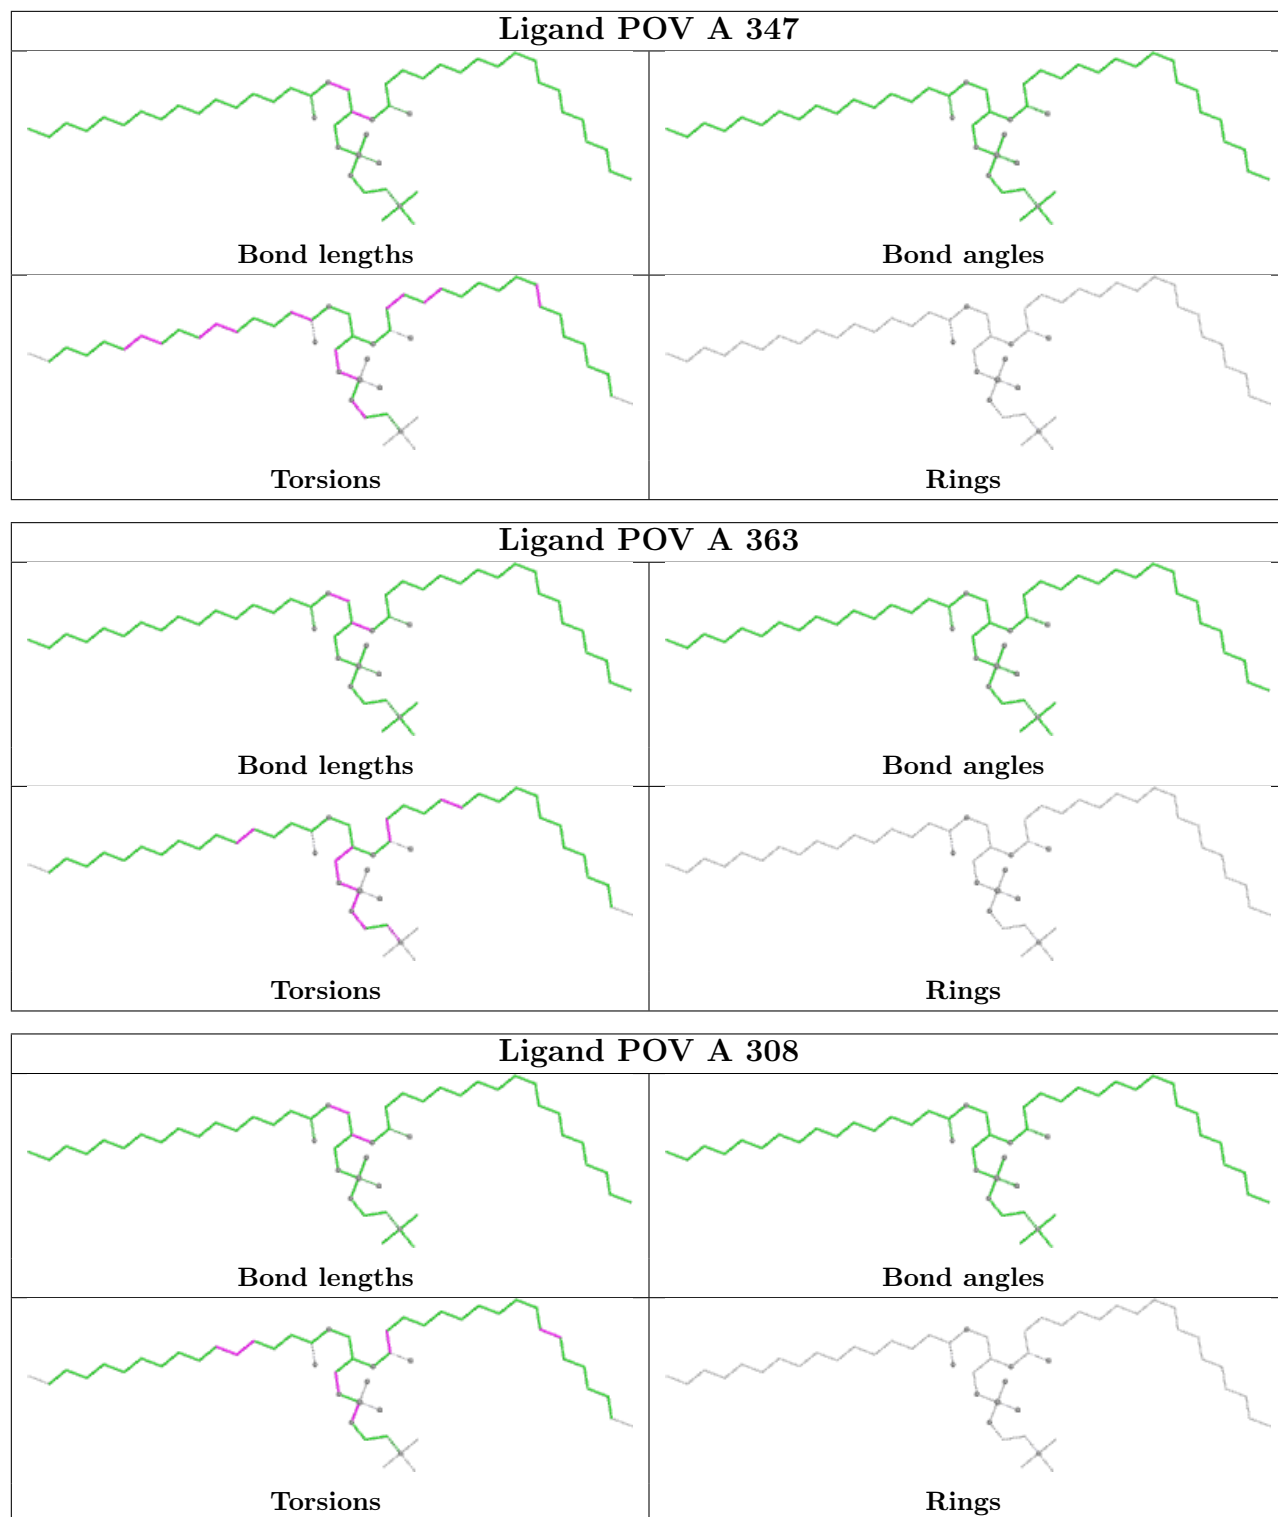 Ligand POV A 347
Bond lengths
Bond angles
Torsions
Rings
Ligand POV A 363
Bond lengths
Bond angles
Torsions
Rings
Ligand POV A 308
Bond lengths
Bond angles
Torsions
Rings